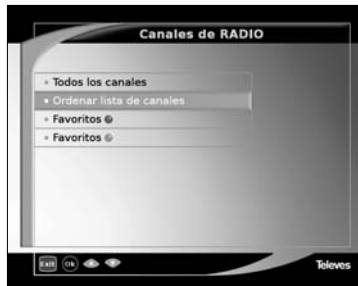 Canales de RADIO
Todos los canales
Ordenar lista de canales
Favoritos
Favoritos
Exit Ok
Televes